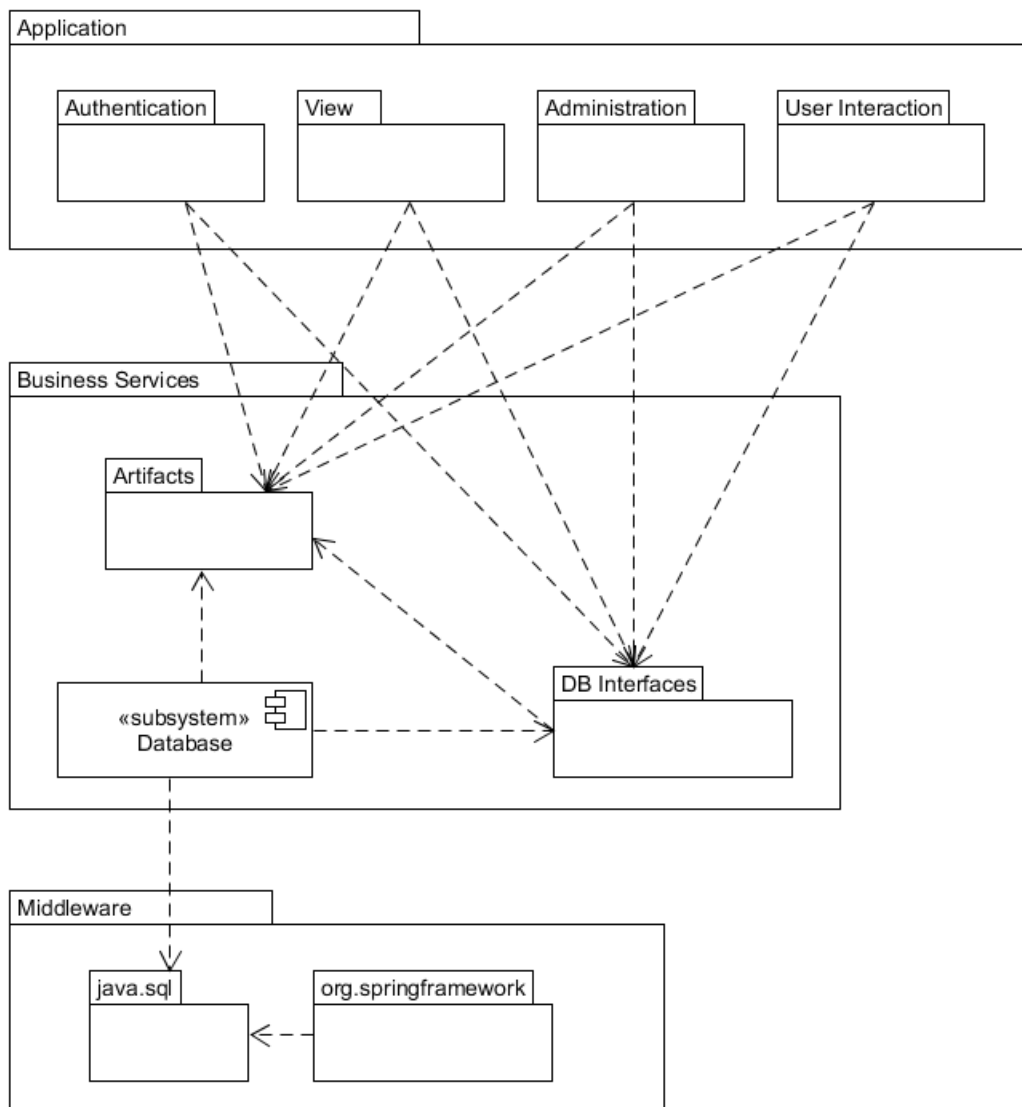 Application
Authentication
View
Administration
User Interaction
Business Services
Artifacts
DB Interfaces
«subsystem»
Database
Middleware
java.sql
org.springframework